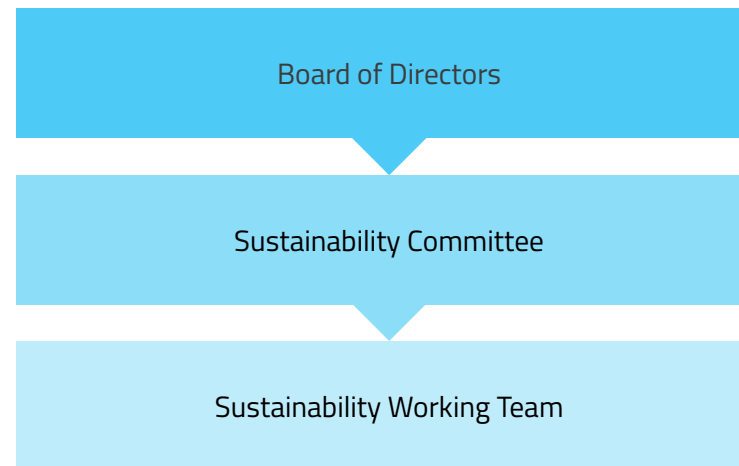 Board of Directors
Sustainability Committee
Sustainability Working Team